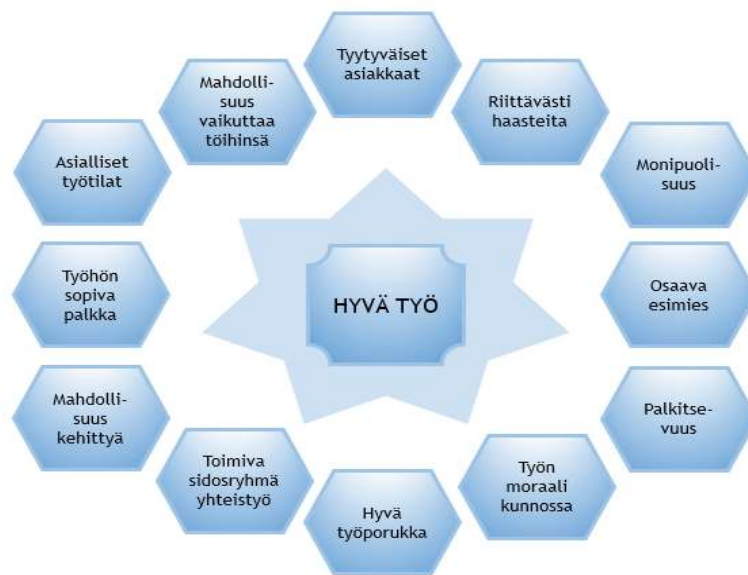 Tyytyväiset
asiakkaat
Riittävästi
haasteita
Monipuoli-
suus
Osaava
esimies
Palkitse-
vuus
Työn
moraali
kunnossa
Hyvä
työporukka
Toimiva
sidosryhmä
yhteistyö
Mahdolli-
suus
kehittyä
Työhön
sopiva
palkka
Asialliset
työtilat
Mahdolli-
suus
vaikuttaa
töihinsä
HYVÄ TYÖ